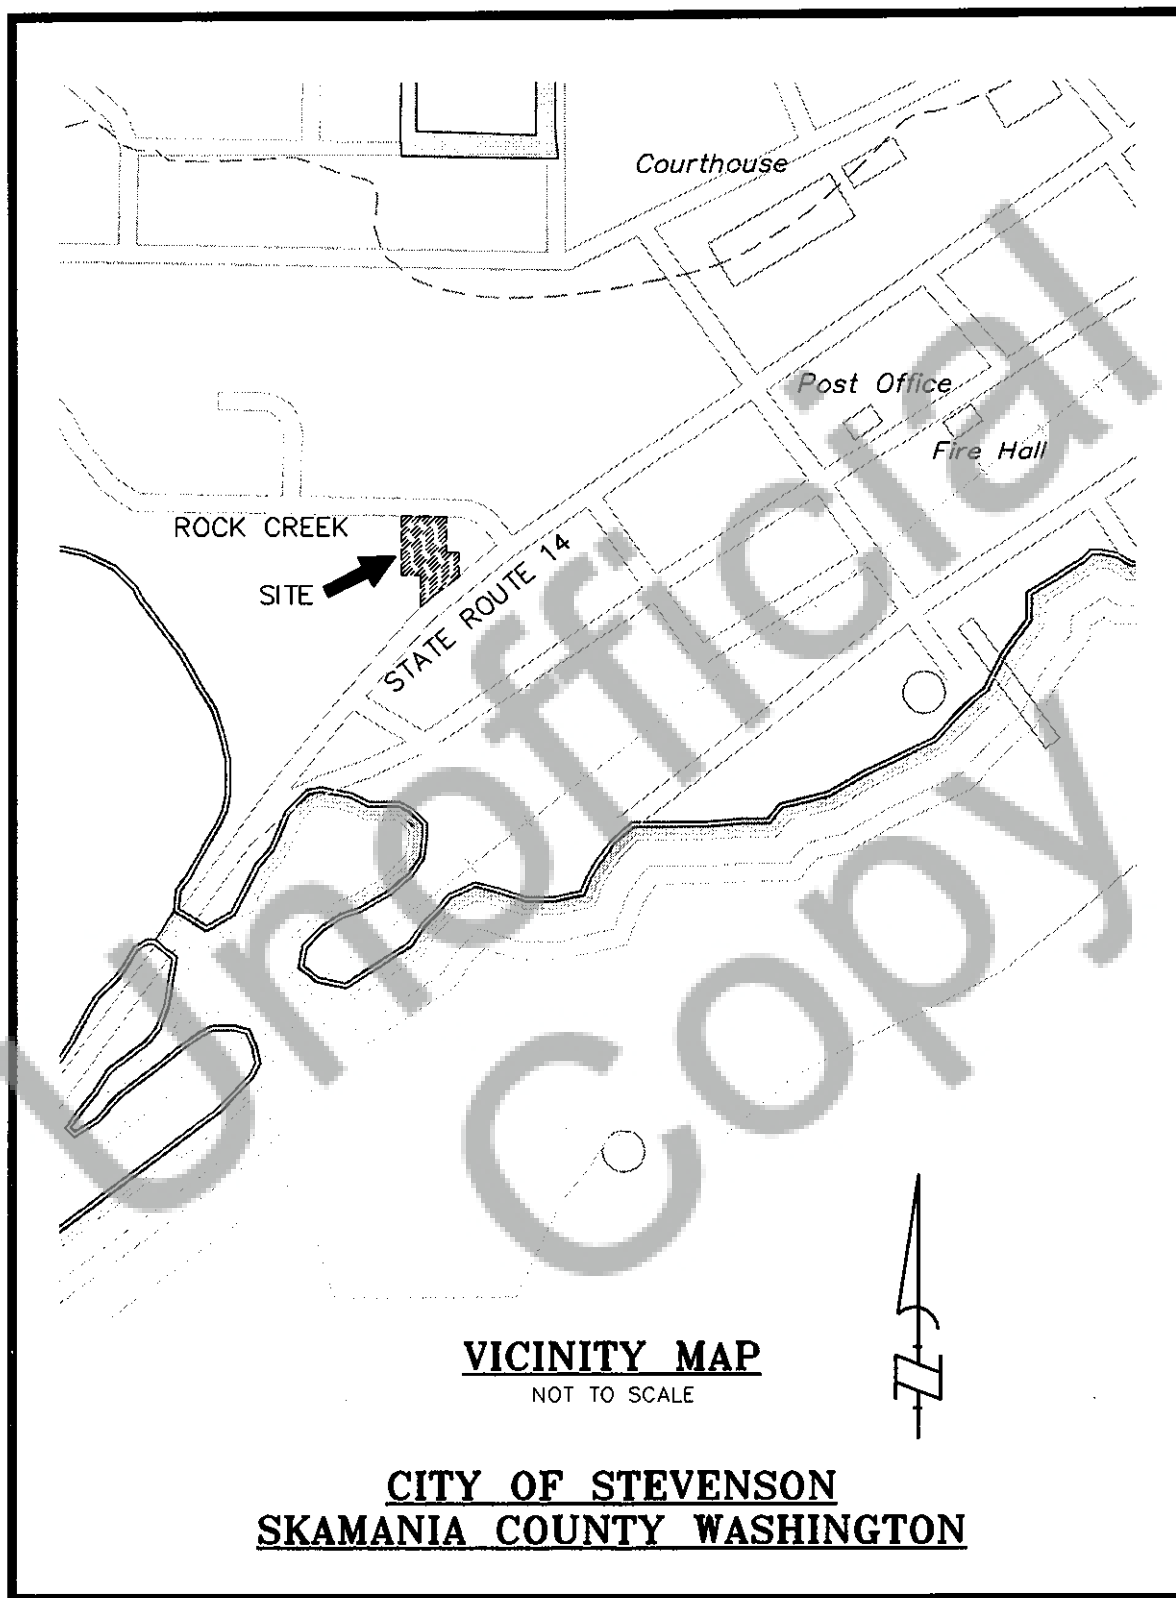 Courthouse
Post Office
Fire Hall
ROCK CREEK
SITE
STATE ROUTE 14
Unofficial
Copy
VICINITY MAP
NOT TO SCALE
N
CITY OF STEVENSON
SKAMANIA COUNTY WASHINGTON